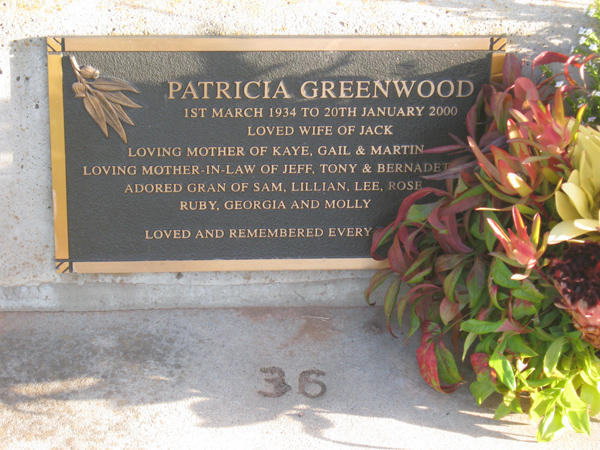 PATRICIA GREENWOOD
1ST MARCH 1934 TO 20TH JANUARY 2000
LOVED WIFE OF JACK
LOVING MOTHER OF KAYE, GAIL & MARTIN
LOVING MOTHER-IN-LAW OF JEFF, TONY &
ADORED GRAN OF SAM, LILLIAN, LEE, ROSE
RUBY, GEORGIA AND MOLLY
LOVED AND REMEMBERED EVERY
36